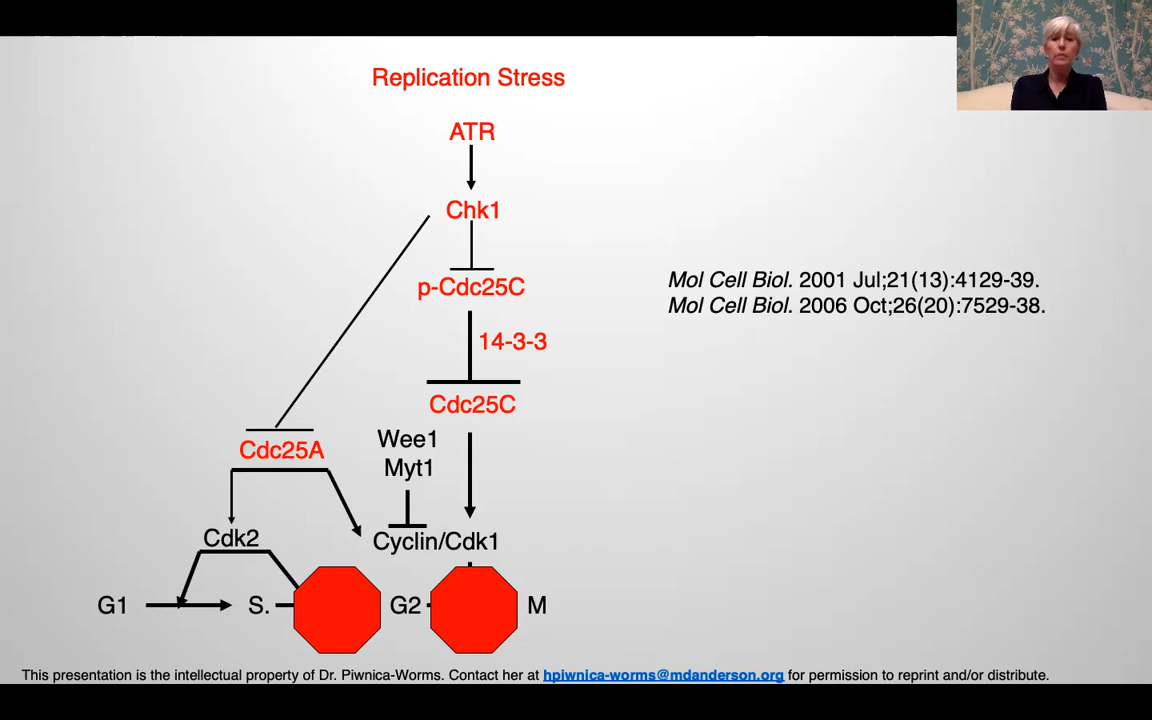 Replication Stress
ATR
Chk1
p-Cdc25C
Mol Cell Biol. 2001 Jul;21(13):4129-39.
Mol Cell Biol. 2006 Oct;26(20):7529-38.
14-3-3
Cdc25C
Cdc25A
Wee1
Myt1
Cdk2
Cyclin/Cdk1
G1 S. G2 M
This presentation is the intellectual property of Dr. Piwnica-Worms. Contact her at hpiwnica-worms@mdanderson.org for permission to reprint and/or distribute.